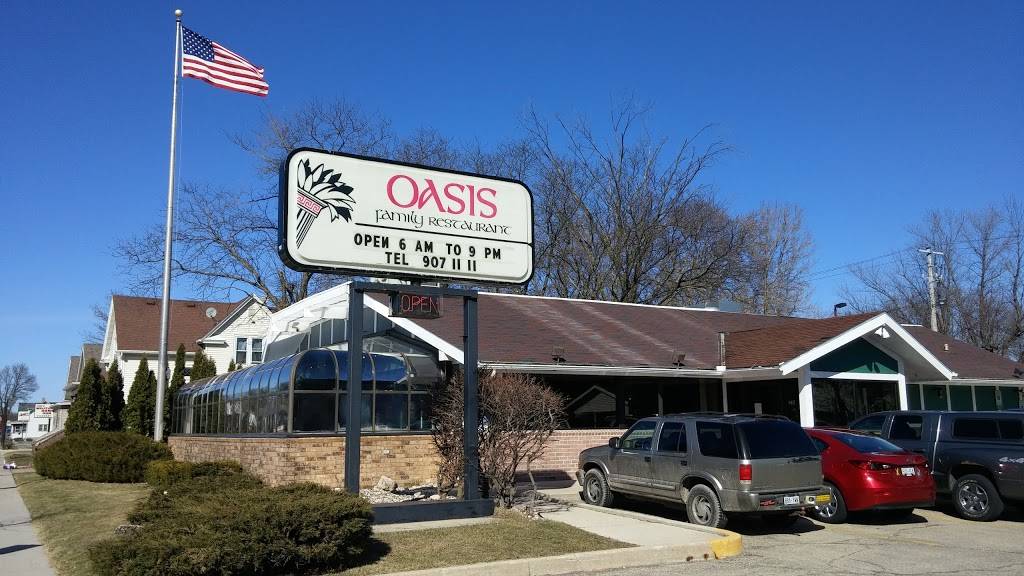 OASIS
Family Restaurant
OPEN 6 AM TO 9 PM
TEL 907 11 11
OPEN